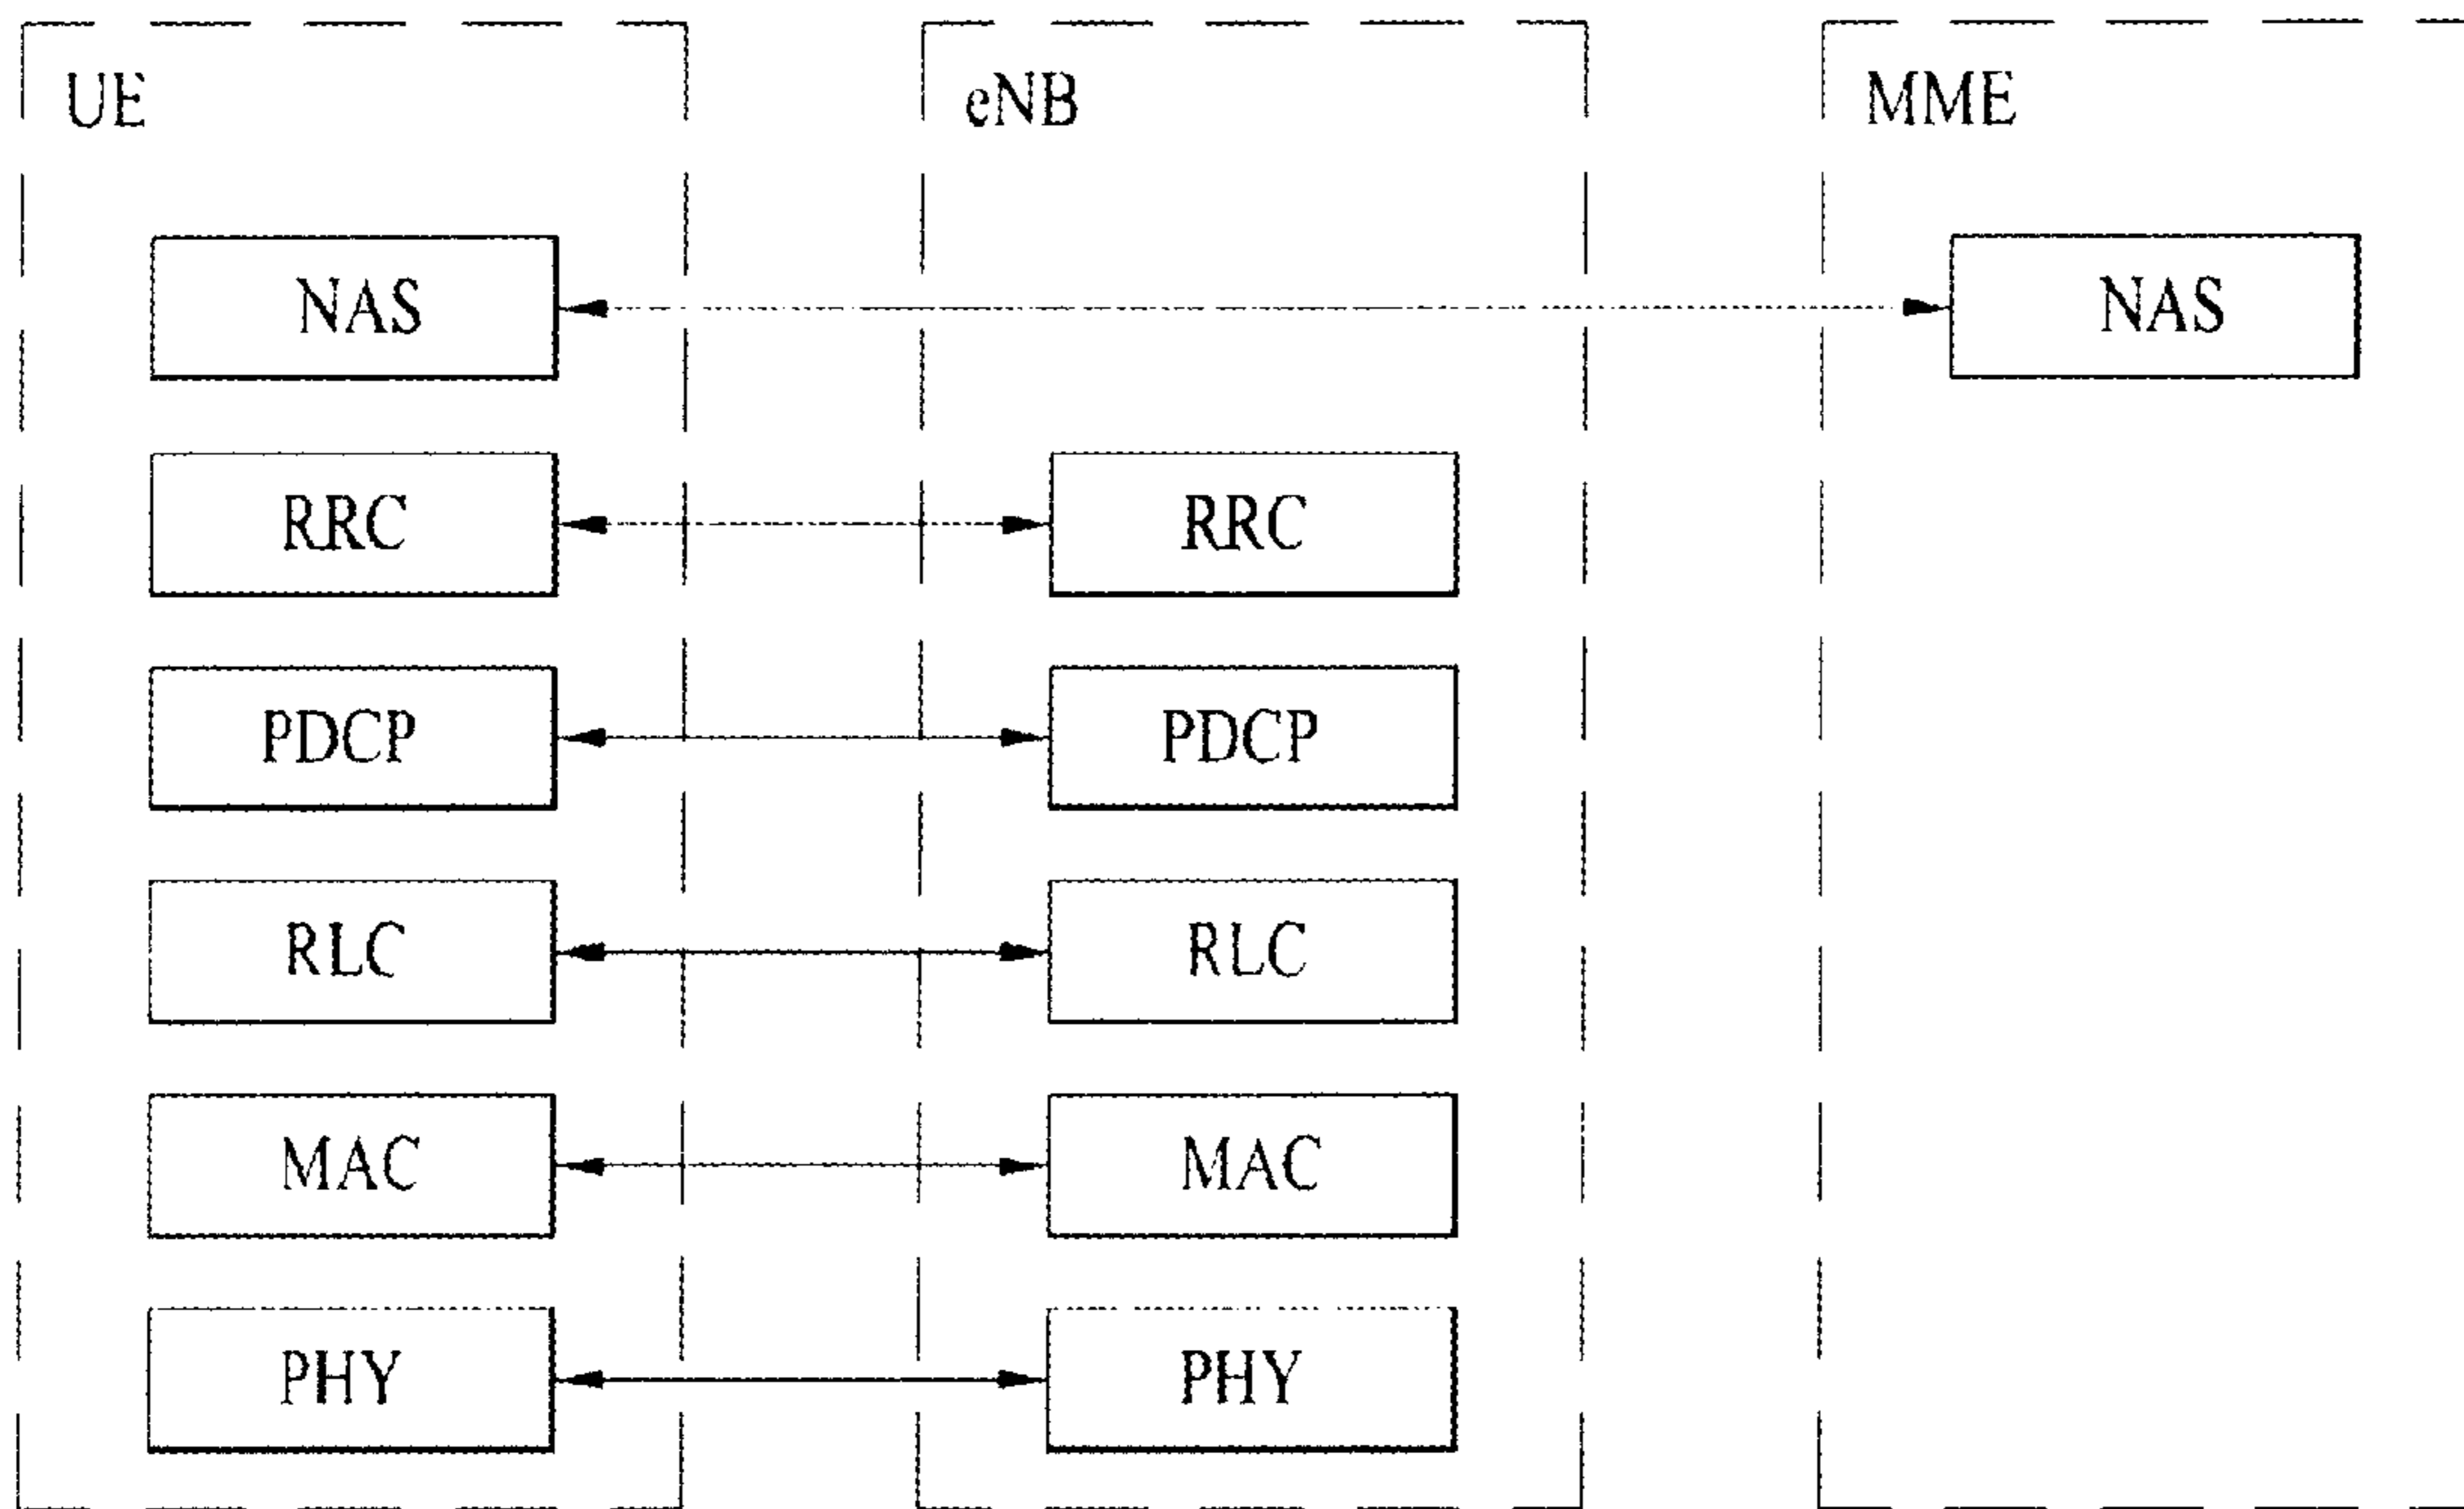 UE
eNB
MME
NAS
NAS
RRC
RRC
PDCP
PDCP
RLC
RLC
MAC
MAC
PHY
PHY